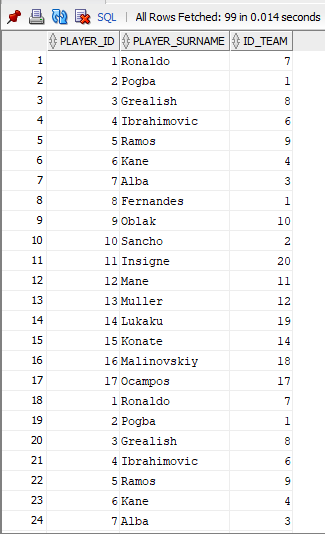 SQL | All Rows Fetched: 99 in 0.014 seconds
PLAYER_ID PLAYER_SURNAME ID_TEAM
1 1 Ronaldo 7
2 2 Pogba 1
3 3 Grealish 8
4 4 Ibrahimovic 6
5 5 Ramos 9
6 6 Kane 4
7 7 Alba 3
8 8 Fernandes 1
9 9 Oblak 10
10 10 Sancho 2
11 11 Insigne 20
12 12 Mane 11
13 13 Muller 12
14 14 Lukaku 19
15 15 Konate 14
16 16 Malinovskiy 18
17 17 Ocampos 17
18 1 Ronaldo 7
19 2 Pogba 1
20 3 Grealish 8
21 4 Ibrahimovic 6
22 5 Ramos 9
23 6 Kane 4
24 7 Alba 3